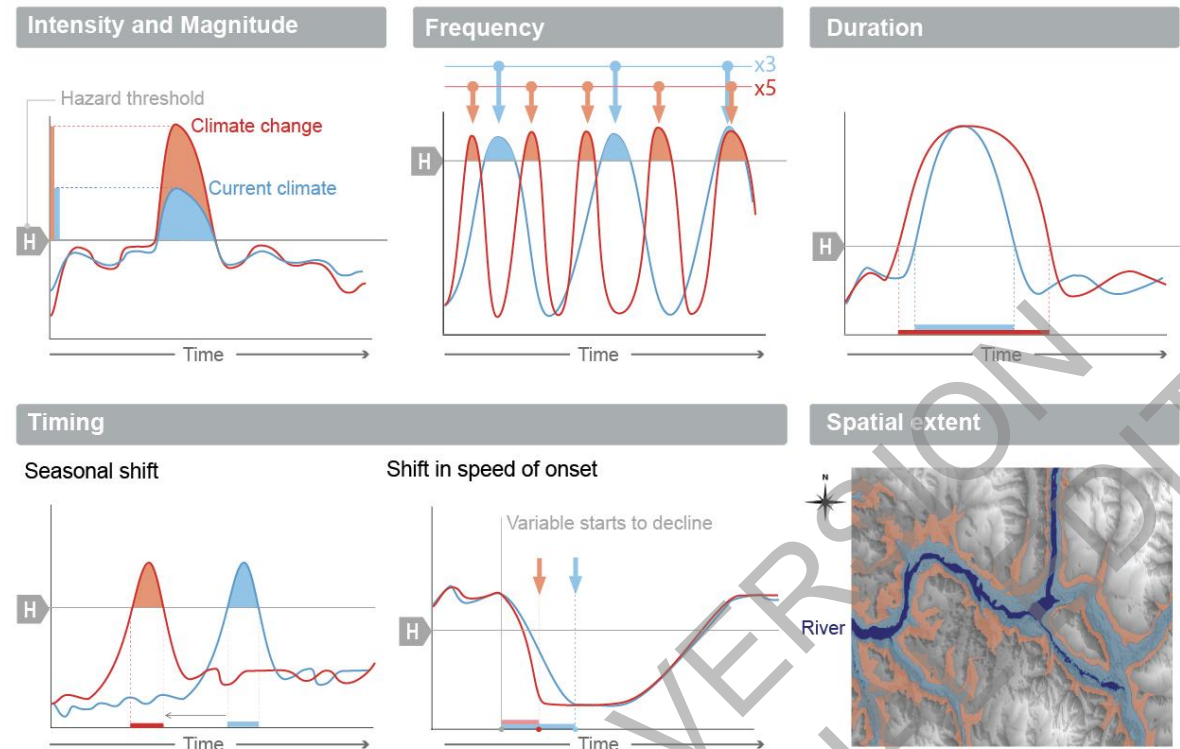 Intensity and Magnitude
Hazard threshold
Climate change
Current climate
H
Time
Frequency
x3
x5
H
Time
Duration
H
Time
Timing
Seasonal shift
H
Time
Shift in speed of onset
Variable starts to decline
H
Time
Spatial extent
N
River
VERSION